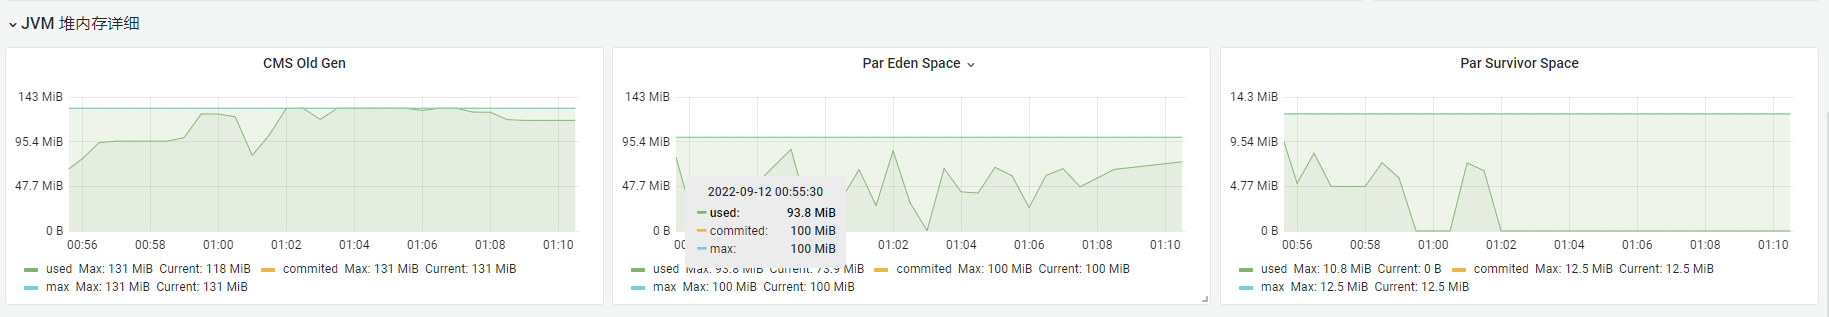 JVM 堆内存详细
CMS Old Gen
143 MiB
95.4 MiB
47.7 MiB
0 B
00:56 00:58 01:00 01:02 01:04 01:06 01:08 01:10
used Max: 131 MiB Current: 118 MiB commited Max: 131 MiB Current: 131 MiB
max Max: 131 MiB Current: 131 MiB
Par Eden Space
143 MiB
95.4 MiB
47.7 MiB
0 B
2022-09-12 00:55:30
used: 93.8 MiB
commited: 100 MiB
max: 100 MiB
01:02 01:04 01:06 01:08 01:10
used Max: 93.8 MiB Current: 73.9 MiB commited Max: 100 MiB Current: 100 MiB
max Max: 100 MiB Current: 100 MiB
Par Survivor Space
14.3 MiB
9.54 MiB
4.77 MiB
0 B
00:56 00:58 01:00 01:02 01:04 01:06 01:08 01:10
used Max: 10.8 MiB Current: 0 B commited Max: 12.5 MiB Current: 12.5 MiB
max Max: 12.5 MiB Current: 12.5 MiB